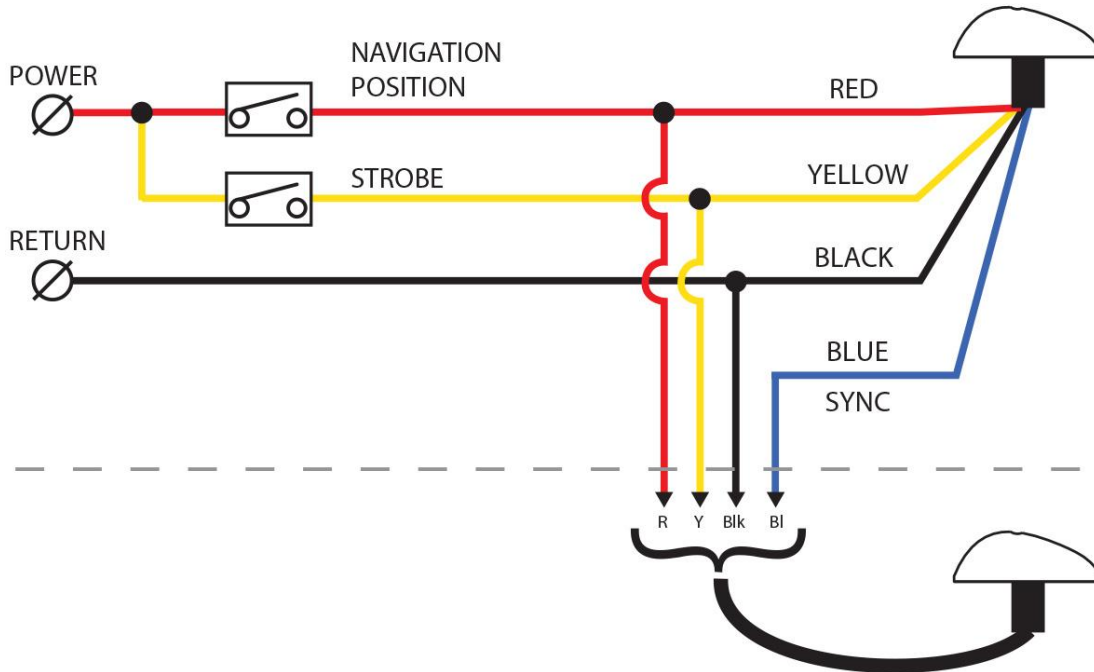 NAVIGATION
POSITION
POWER
RED
STROBE
YELLOW
RETURN
BLACK
BLUE
SYNC
R Y Blk Bl